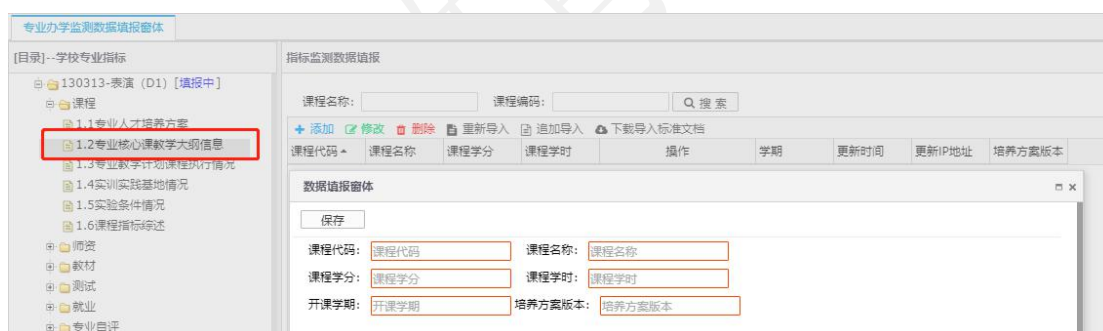 专业办学监测数据填报窗体
[目录]--学校专业指标
130313-表演 (D1) [填报中]
课程
1.1专业人才培养方案
1.2专业核心课教学大纲信息
1.3专业教学计划课程执行情况
1.4实训实践基地情况
1.5实验条件情况
1.6课程指标综述
师资
教材
测试
就业
专业自评
指标监测数据填报
课程名称: 课程编码: 搜 索
添加 修改 删除 重新导入 追加导入 下载导入标准文档
课程代码 课程名称 课程学分 课程学时 操作 学期 更新时间 更新IP地址 培养方案版本
数据填报窗体
保存
课程代码: 课程代码 课程名称: 课程名称
课程学分: 课程学分 课程学时: 课程学时
开课学期: 开课学期 培养方案版本: 培养方案版本